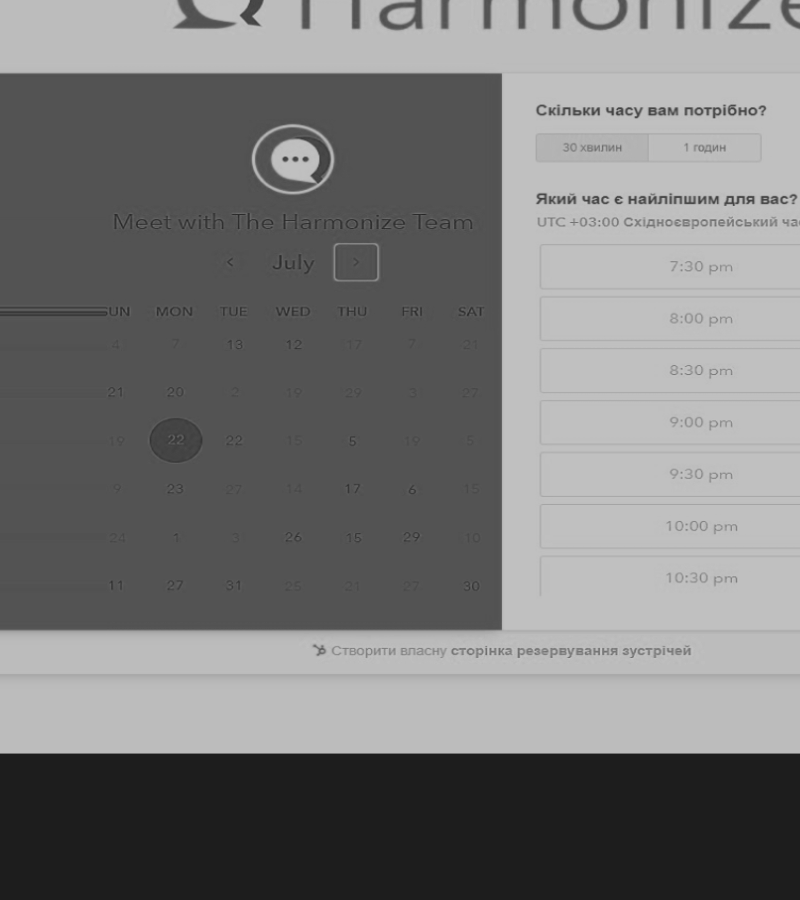 Harmonize
Meet with The Harmonize Team
< July >
UN MON TUE WED THU FRI SAT
4 7 13 12 17 7 21
21 20 2 19 29 3 27
19 22 22 15 5 19 5
9 23 27 14 17 6 15
24 1 3 26 15 29 10
11 27 31 25 21 27 30
Скільки часу вам потрібно?
30 хвилин 1 годин
Який час є найліпшим для вас?
UTC +03:00 Східноєвропейський ча
7:30 pm
8:00 pm
8:30 pm
9:00 pm
9:30 pm
10:00 pm
10:30 pm
Створити власну сторінка резервування зустрічей